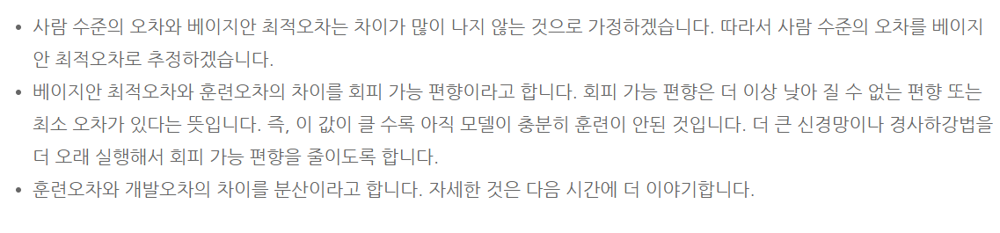 • 사람 수준의 오차와 베이지안 최적오차는 차이가 많이 나지 않는 것으로 가정하겠습니다. 따라서 사람 수준의 오차를 베이지
안 최적오차로 추정하겠습니다.
• 베이지안 최적오차와 훈련오차의 차이를 회피 가능 편향이라고 합니다. 회피 가능 편향은 더 이상 낮아 질 수 없는 편향 또는
최소 오차가 있다는 뜻입니다. 즉, 이 값이 클 수록 아직 모델이 충분히 훈련이 안된 것입니다. 더 큰 신경망이나 경사하강법을
더 오래 실행해서 회피 가능 편향을 줄이도록 합니다.
• 훈련오차와 개발오차의 차이를 분산이라고 합니다. 자세한 것은 다음 시간에 더 이야기합니다.